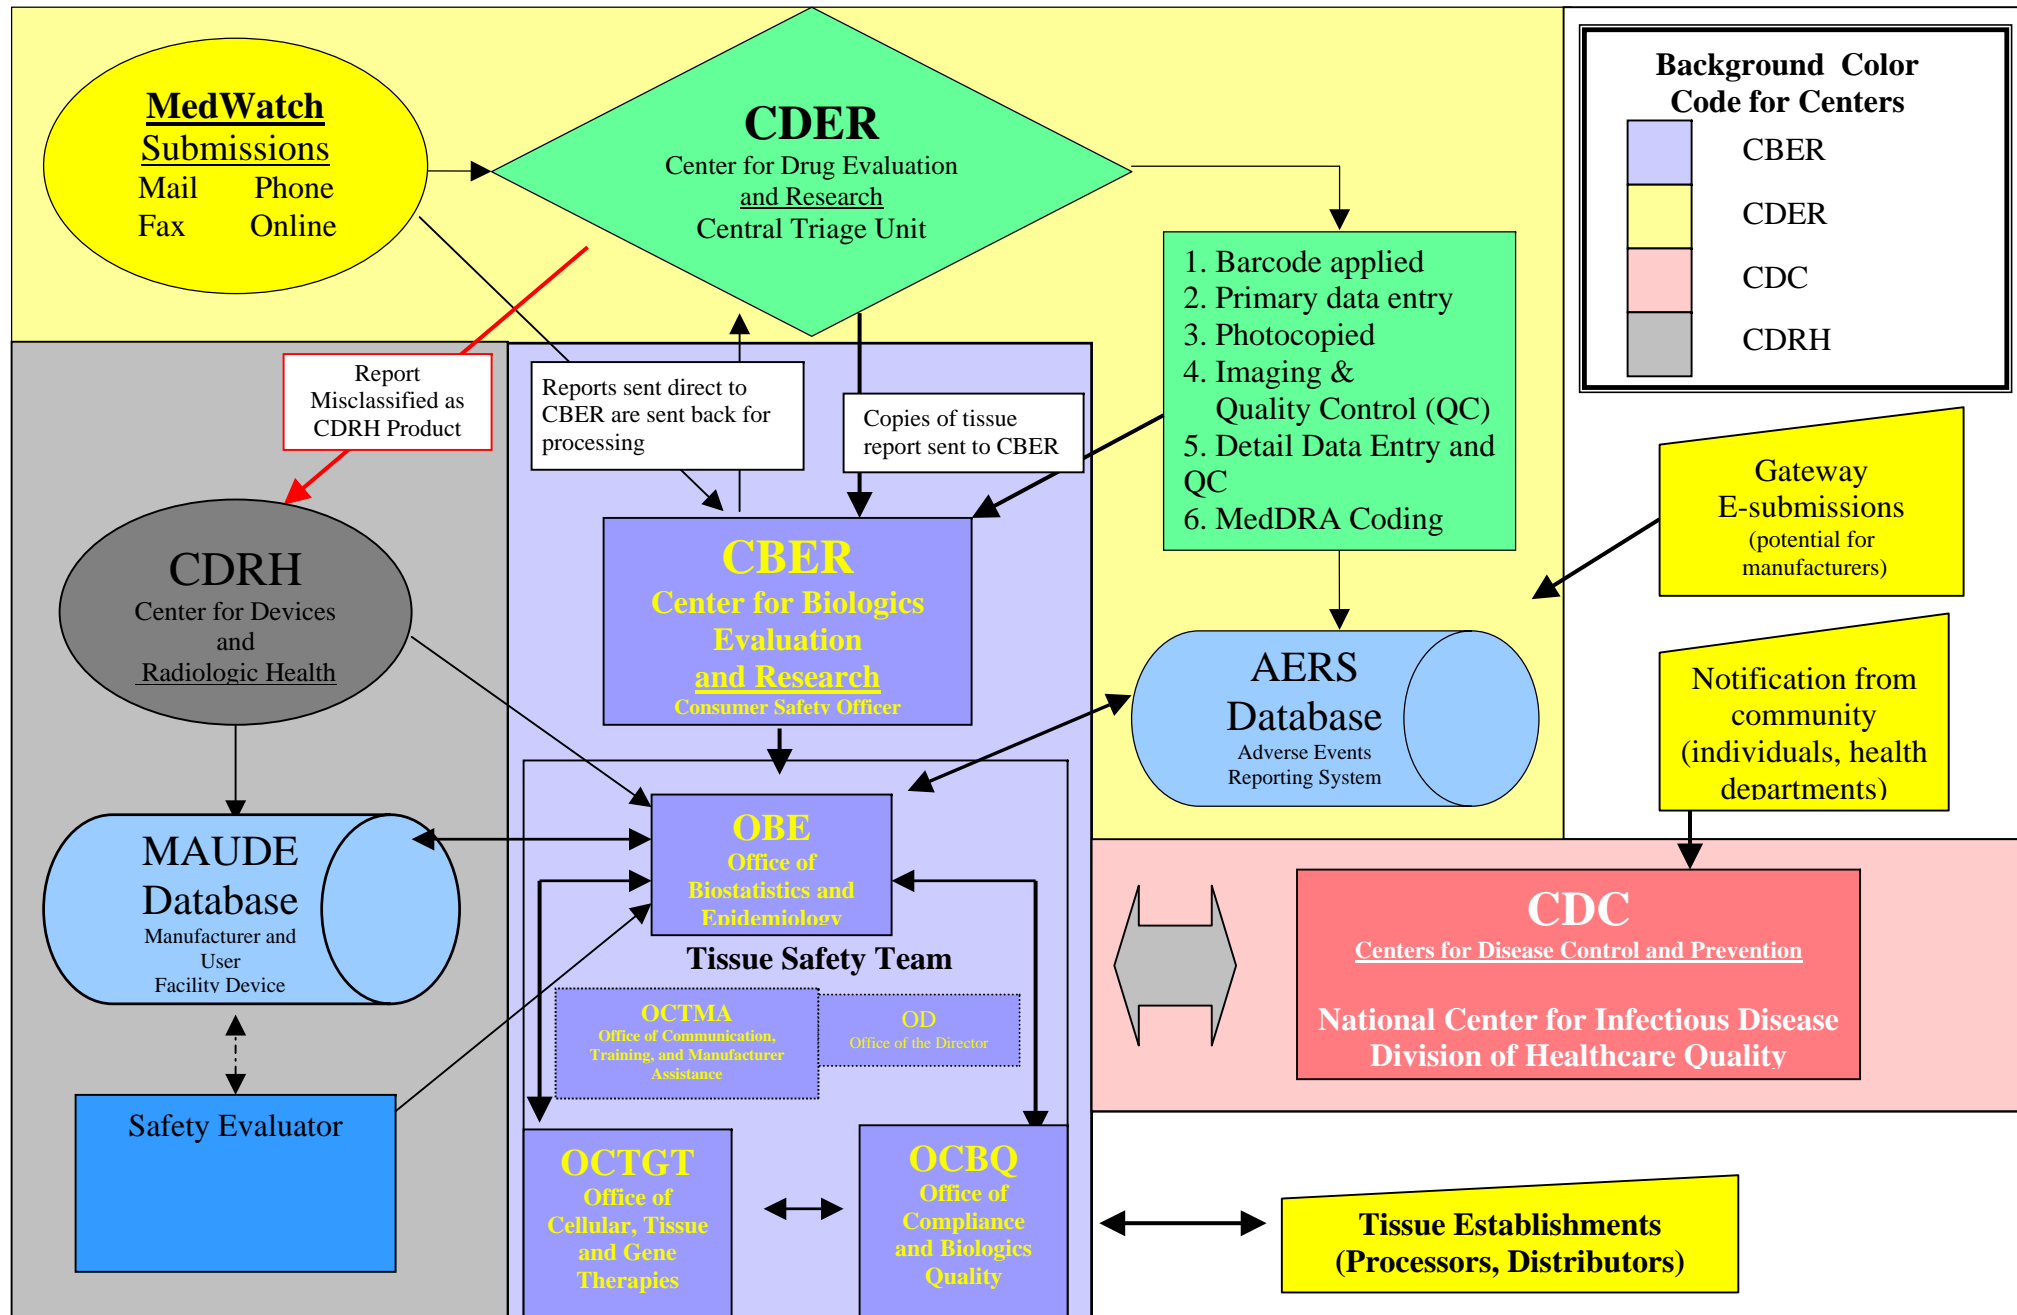 MedWatch
Submissions
Mail Phone
Fax Online
CDER
Center for Drug Evaluation
and Research
Central Triage Unit
Background Color
Code for Centers
CBER
CDER
CDC
CDRH
1. Barcode applied
2. Primary data entry
3. Photocopied
4. Imaging &
Quality Control (QC)
5. Detail Data Entry and
QC
6. MedDRA Coding
Report
Misclassified as
CDRH Product
Reports sent direct to
CBER are sent back for
processing
Copies of tissue
report sent to CBER
Gateway
E-submissions
(potential for
manufacturers)
CDRH
Center for Devices
and
Radiologic Health
CBER
Center for Biologics
Evaluation
and Research
Consumer Safety Officer
AERS
Database
Adverse Events
Reporting System
Notification from
community
(individuals, health
departments)
MAUDE
Database
Manufacturer and
User
Facility Device
OBE
Office of
Biostatistics and
Epidemiology
Tissue Safety Team
OCTMA
Office of Communication,
Training, and Manufacturer
Assistance
OD
Office of the Director
CDC
Centers for Disease Control and Prevention
National Center for Infectious Disease
Division of Healthcare Quality
Safety Evaluator
OCTGT
Office of
Cellular, Tissue
and Gene
Therapies
OCBQ
Office of
Compliance
and Biologics
Quality
Tissue Establishments
(Processors, Distributors)